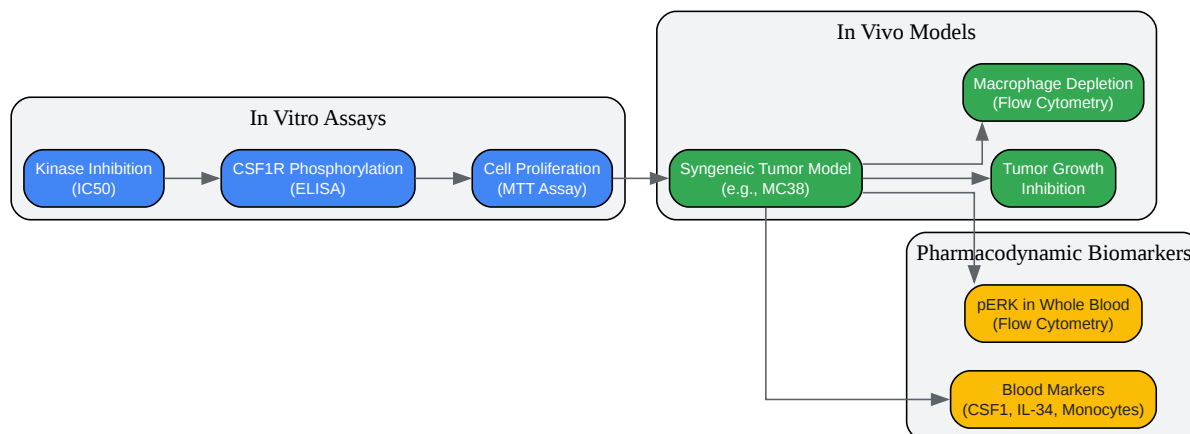 In Vitro Assays
Kinase Inhibition
(IC50)
CSF1R Phosphorylation
(ELISA)
Cell Proliferation
(MTT Assay)
In Vivo Models
Syngeneic Tumor Model
(e.g., MC38)
Macrophage Depletion
(Flow Cytometry)
Tumor Growth
Inhibition
Pharmacodynamic Biomarkers
pERK in Whole Blood
(Flow Cytometry)
Blood Markers
(CSF1, IL-34, Monocytes)